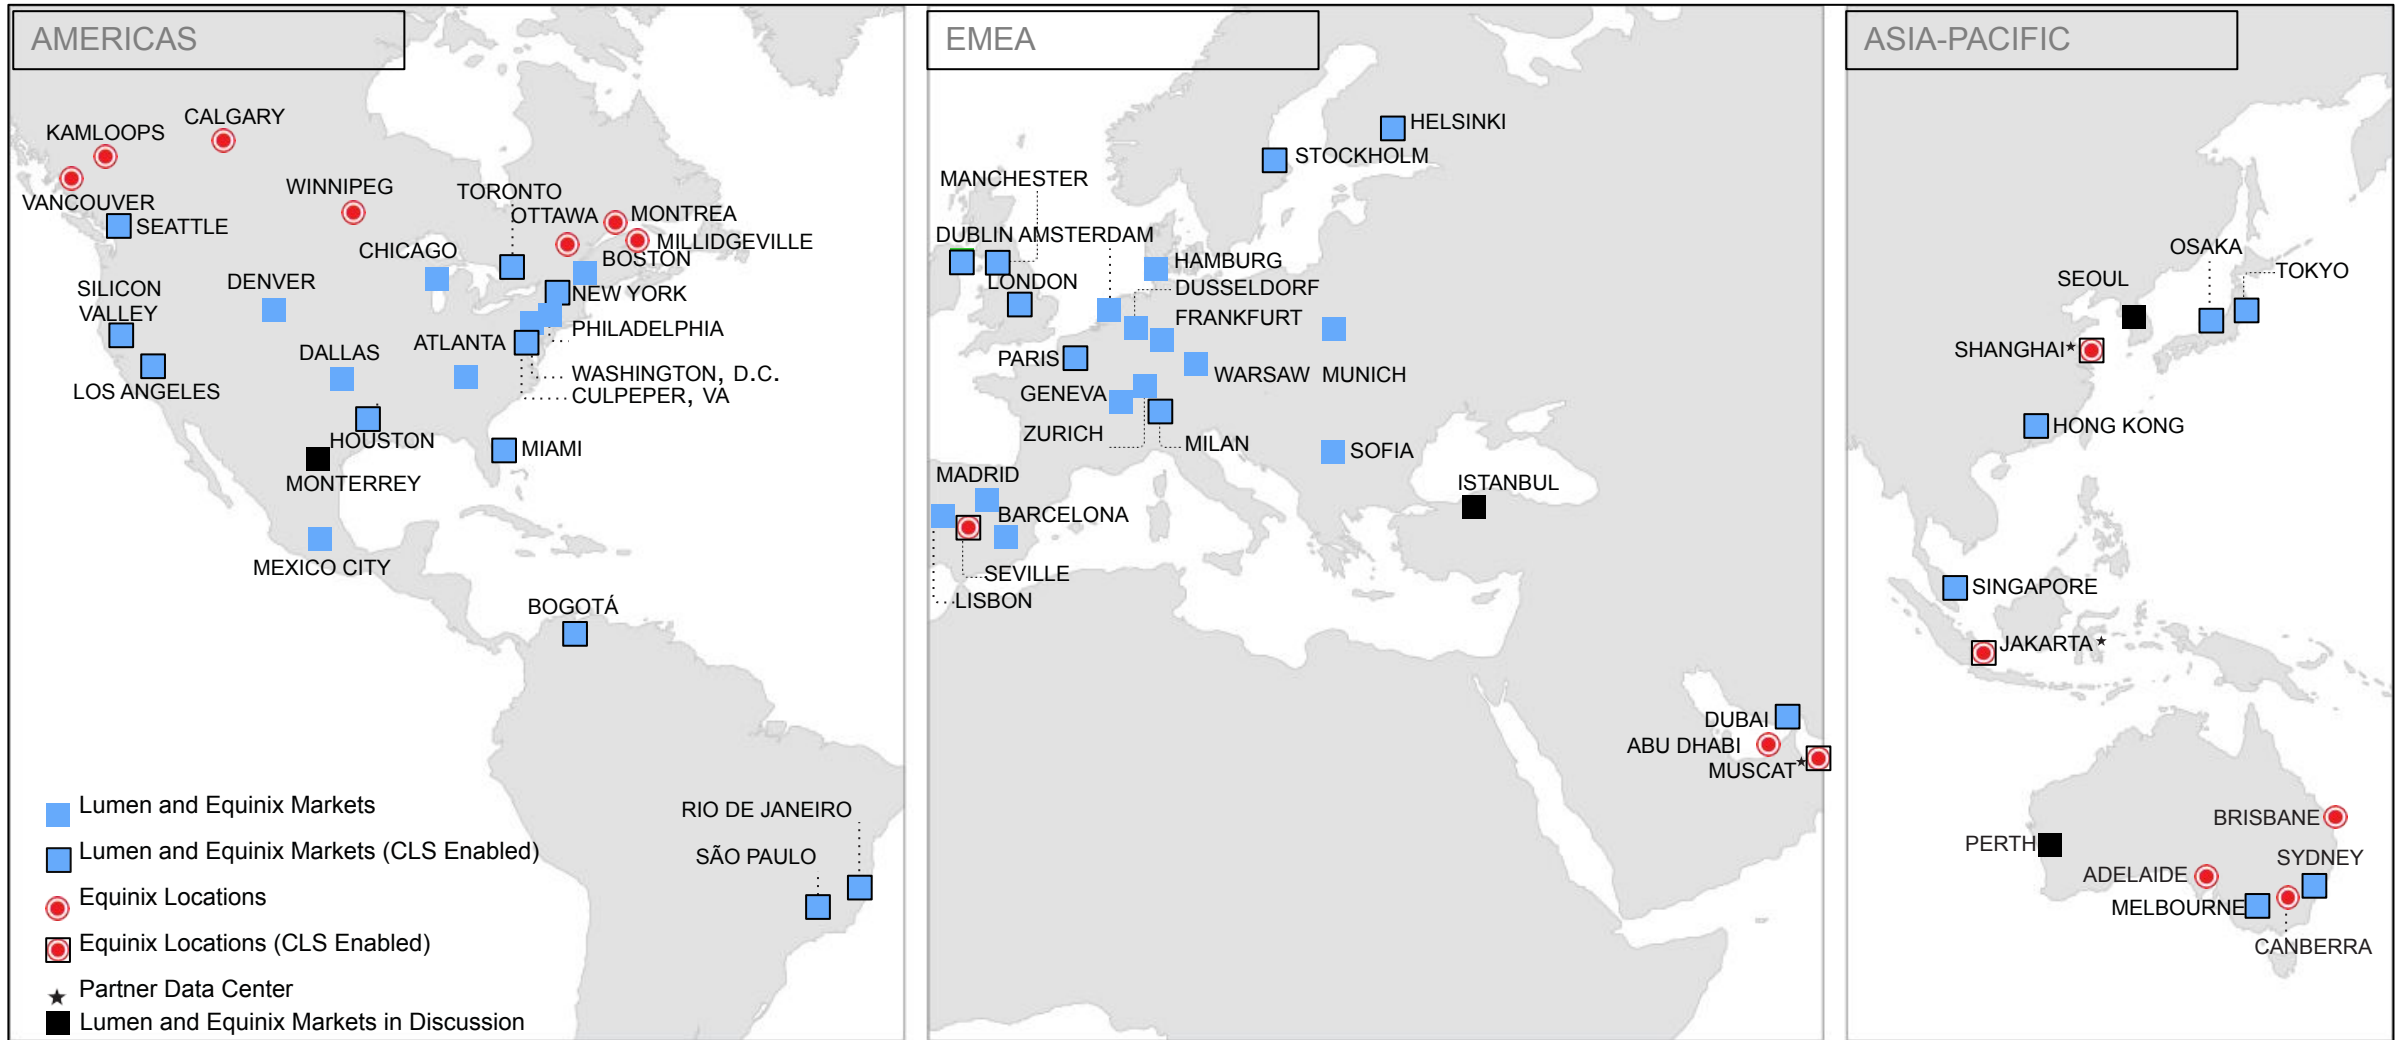 AMERICAS
CALGARY
KAMLOOPS
WINNIPEG
TORONTO
VANCOUVER
OTTAWA
MONTREA
SEATTLE
MILLIDGEVILLE
CHICAGO
BOSTON
DENVER
SILICON
VALLEY
NEW YORK
PHILADELPHIA
ATLANTA
DALLAS
WASHINGTON, D.C.
LOS ANGELES
CULPEPER, VA
HOUSTON
MIAMI
MONTERREY
MEXICO CITY
BOGOTÁ
RIO DE JANEIRO
SÃO PAULO
Lumen and Equinix Markets
Lumen and Equinix Markets (CLS Enabled)
Equinix Locations
Equinix Locations (CLS Enabled)
★ Partner Data Center
Lumen and Equinix Markets in Discussion
EMEA
HELSINKI
STOCKHOLM
MANCHESTER
DUBLIN AMSTERDAM
HAMBURG
LONDON
DUSSELDORF
FRANKFURT
PARIS
WARSAW MUNICH
GENEVA
ZURICH
MILAN
SOFIA
MADRID
ISTANBUL
BARCELONA
SEVILLE
LISBON
DUBAI
ABU DHABI
MUSCAT★
ASIA-PACIFIC
OSAKA
TOKYO
SEOUL
SHANGHAI★
HONG KONG
SINGAPORE
JAKARTA★
BRISBANE
PERTH
SYDNEY
ADELAIDE
MELBOURNE
CANBERRA